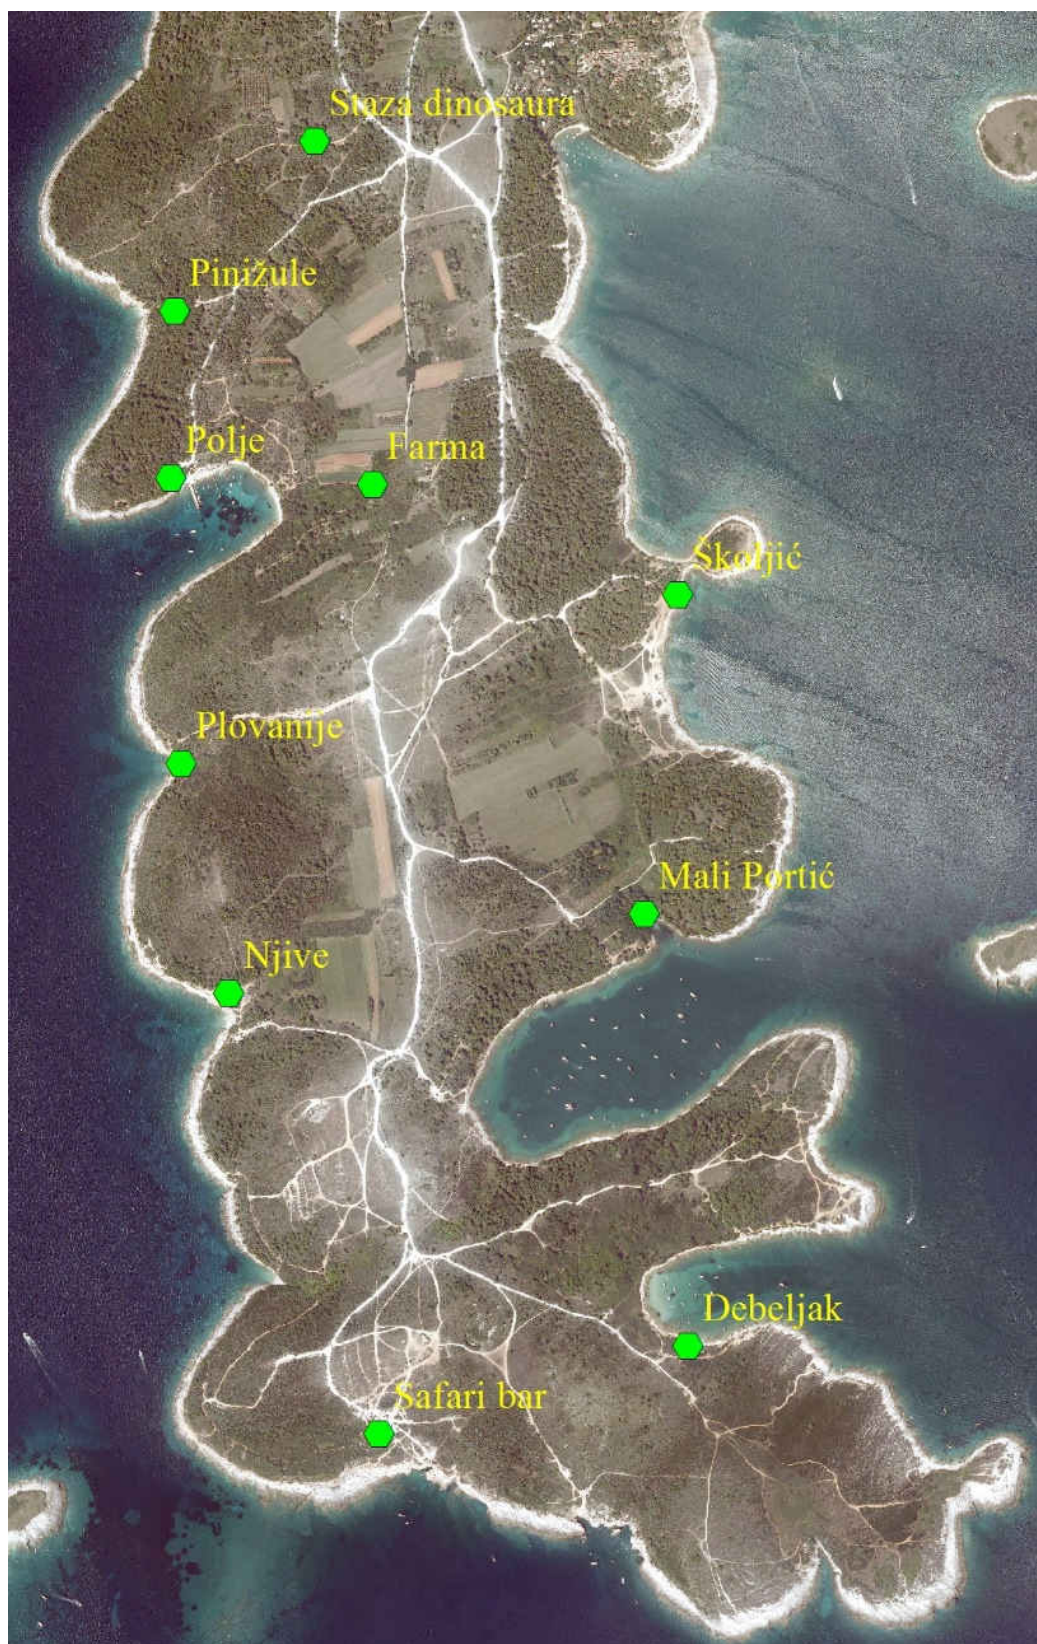 Staza dinosaura
Pinižule
Polje
Farma
Školjić
Plovanije
Mali Portić
Njive
Debeljak
Safari bar